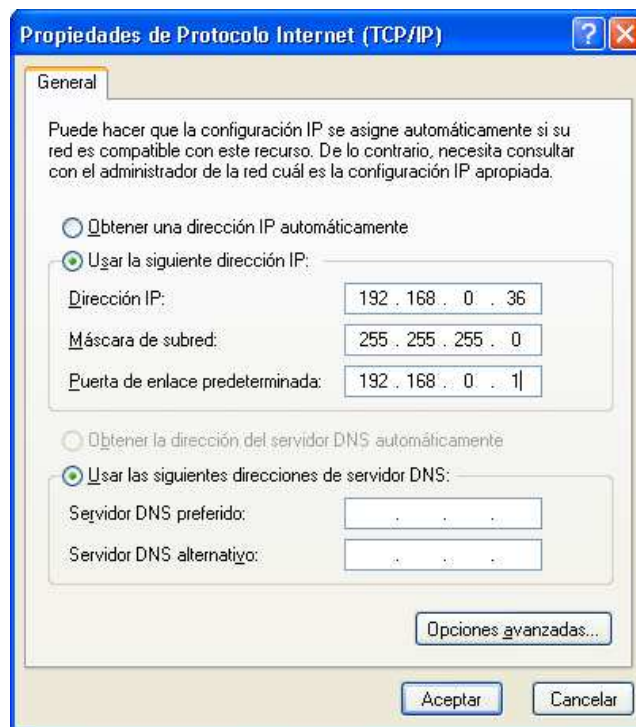 Propiedades de Protocolo Internet (TCP/IP)
General
Puede hacer que la configuración IP se asigne automáticamente si su
red es compatible con este recurso. De lo contrario, necesita consultar
con el administrador de la red cuál es la configuración IP apropiada.
Obtener una dirección IP automáticamente
Usar la siguiente dirección IP:
Dirección IP: 192 . 168 . 0 . 36
Máscara de subred: 255 . 255 . 255 . 0
Puerta de enlace predeterminada: 192 . 168 . 0 . 1
Obtener la dirección del servidor DNS automáticamente
Usar las siguientes direcciones de servidor DNS:
Servidor DNS preferido: . . .
Servidor DNS alternativo: . . .
Opciones avanzadas...
Aceptar Cancelar